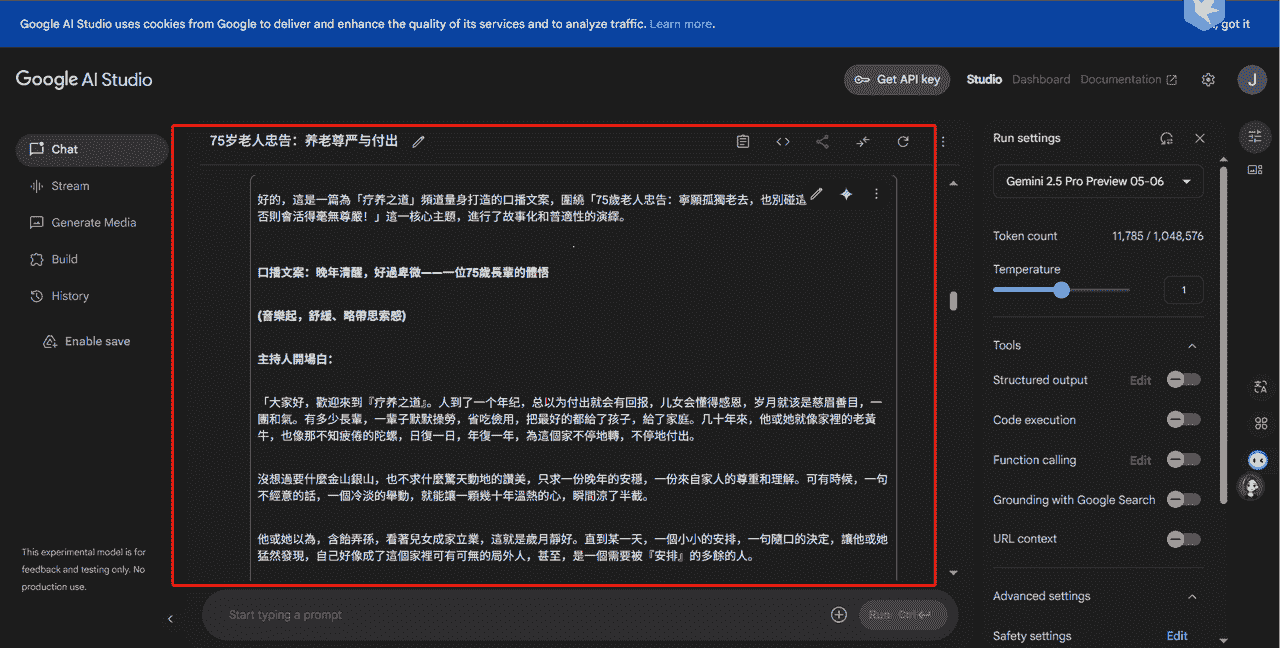 Google AI Studio uses cookies from Google to deliver and enhance the quality of its services and to analyze traffic. Learn more.
got it
Google AI Studio
Get API key
Studio
Dashboard
Documentation
J
Chat
Stream
Generate Media
Build
History
Enable save
This experimental model is for
feedback and testing only. No
production use.
75岁老人忠告：养老尊严与付出
好的，這是一篇為「疗养之道」頻道量身打造的口播文案，圍繞「75歲老人忠告：寧願孤獨老去，也別碰這
否則會活得毫無尊嚴！」這一核心主題，進行了故事化和普適性的演繹。
口播文案：晚年清醒，好過卑微——一位75歲長輩的體悟
(音樂起，舒緩、略帶思索感)
主持人開場白：
「大家好，歡迎來到『疗养之道』。人到了一个年纪，总以为付出就会有回报，儿女会懂得感恩，岁月就该是慈眉善目，一
團和氣。有多少長輩，一輩子默默操勞，省吃儉用，把最好的都給了孩子，給了家庭。几十年來，他或她就像家裡的老黃
牛，也像那不知疲倦的陀螺，日復一日，年復一年，為這個家不停地轉，不停地付出。
沒想過要什麼金山銀山，也不求什麼驚天動地的讚美，只求一份晚年的安穩，一份來自家人的尊重和理解。可有時候，一句
不經意的話，一個冷淡的舉動，就能讓一顆幾十年溫熱的心，瞬間涼了半截。
他或她以為，含飴弄孫，看著兒女成家立業，這就是歲月靜好。直到某一天，一個小小的安排，一句隨口的決定，讓他或她
猛然發現，自己好像成了這個家裡可有可無的局外人，甚至，是一個需要被『安排』的多餘的人。
Start typing a prompt
Run Ctrl
Run settings
Gemini 2.5 Pro Preview 05-06
Token count
11,785 / 1,048,576
Temperature
1
Tools
Structured output
Edit
Code execution
Function calling
Edit
Grounding with Google Search
URL context
Advanced settings
Safety settings
Edit